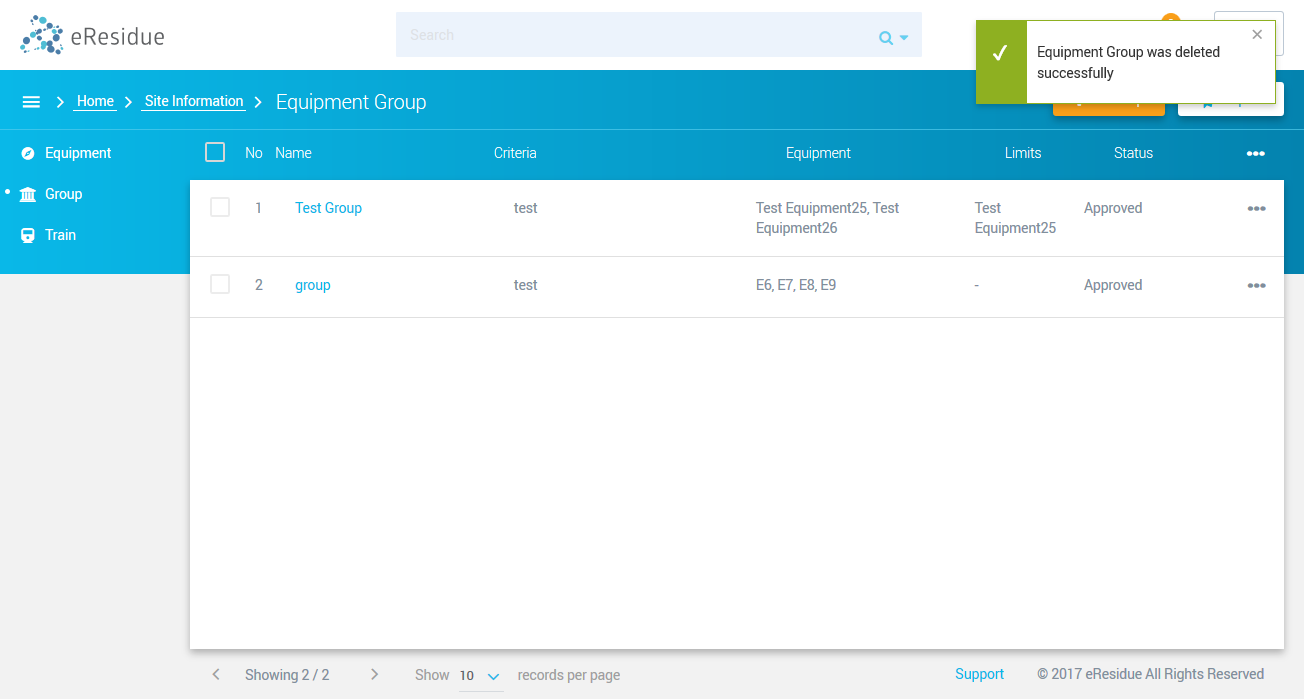 eResidue
Search
Equipment Group was deleted
successfully
Home
Site Information
Equipment Group
Equipment
Group
Train
No Name Criteria Equipment Limits Status
1 Test Group test Test Equipment25, Test Test Approved
Equipment26 Equipment25
2 group test E6, E7, E8, E9 - Approved
Showing 2 / 2 Show 10 records per page Support © 2017 eResidue All Rights Reserved